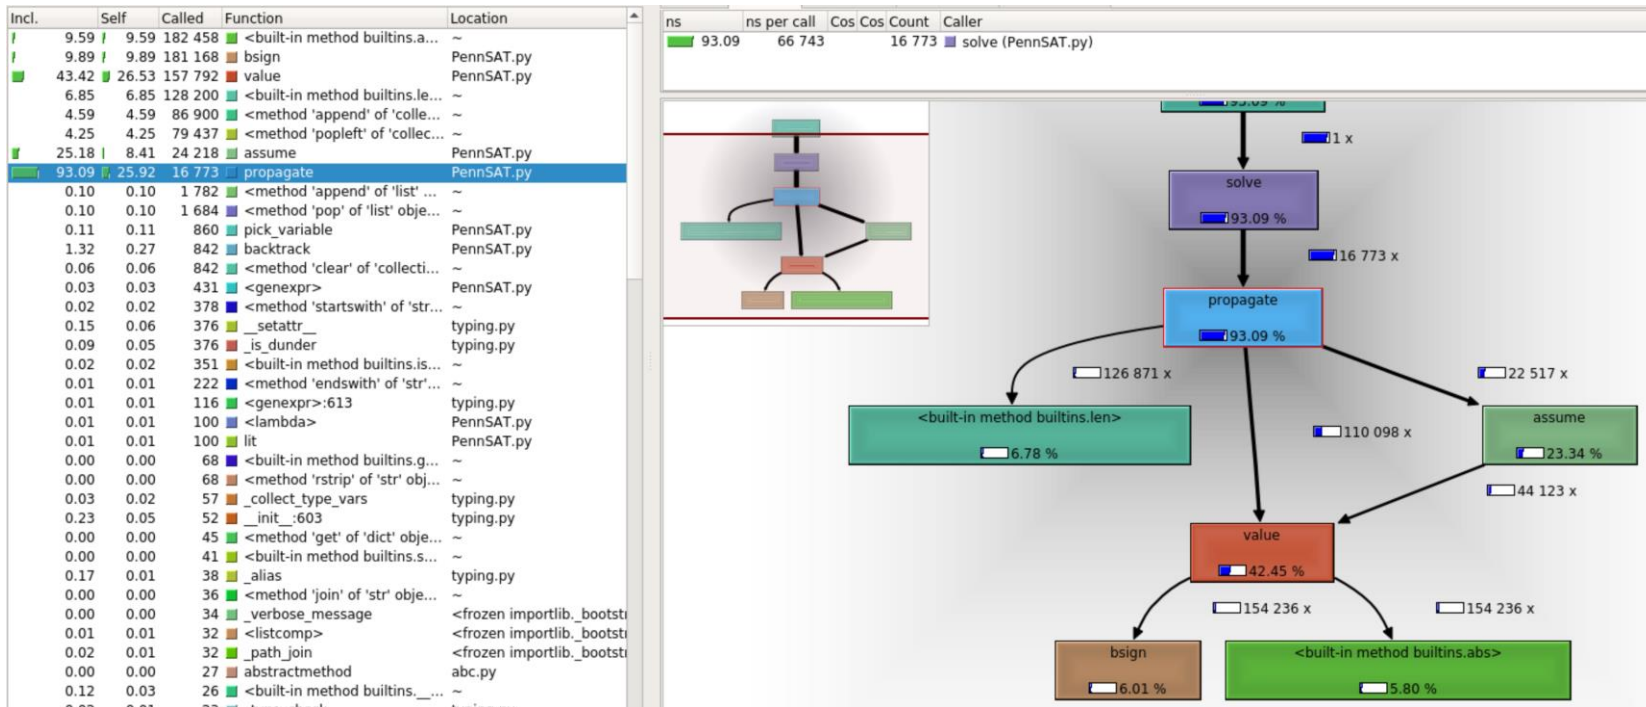 Incl. Self Called Function Location
9.59 9.59 182 458 <built-in method builtins.a... ~
9.89 9.89 181 168 bsign PennSAT.py
43.42 26.53 157 792 value PennSAT.py
6.85 6.85 128 200 <built-in method builtins.le... ~
4.59 4.59 86 900 <method 'append' of 'colle... ~
4.25 4.25 79 437 <method 'popleft' of 'collec... ~
25.18 8.41 24 218 assume PennSAT.py
93.09 25.92 16 773 propagate PennSAT.py
0.10 0.10 1 782 <method 'append' of 'list' ... ~
0.10 0.10 1 684 <method 'pop' of 'list' obje... ~
0.11 0.11 860 pick_variable PennSAT.py
1.32 0.27 842 backtrack PennSAT.py
0.06 0.06 842 <method 'clear' of 'collecti... ~
0.03 0.03 431 <genexpr> PennSAT.py
0.02 0.02 378 <method 'startswith' of 'str... ~
0.15 0.06 376 __setattr__ typing.py
0.09 0.05 376 _is_dunder typing.py
0.02 0.02 351 <built-in method builtins.is... ~
0.01 0.01 222 <method 'endswith' of 'str'... ~
0.01 0.01 116 <genexpr>:613 typing.py
0.01 0.01 100 <lambda> PennSAT.py
0.01 0.01 100 lit PennSAT.py
0.00 0.00 68 <built-in method builtins.g... ~
0.00 0.00 68 <method 'rstrip' of 'str' obj... ~
0.03 0.02 57 _collect_type_vars typing.py
0.23 0.05 52 __init__:603 typing.py
0.00 0.00 45 <method 'get' of 'dict' obje... ~
0.00 0.00 41 <built-in method builtins.s... ~
0.17 0.01 38 _alias typing.py
0.00 0.00 36 <method 'join' of 'str' obje... ~
0.00 0.00 34 _verbose_message <frozen importlib._bootstr
0.01 0.01 32 <listcomp> <frozen importlib._bootstr
0.02 0.01 32 _path_join <frozen importlib._bootstr
0.00 0.00 27 abstractmethod abc.py
0.12 0.03 26 <built-in method builtins.__... ~
ns ns per call Cos Cos Count Caller
93.09 66 743 16 773 solve (PennSAT.py)
93.09 %
1 x
solve
93.09 %
16 773 x
propagate
93.09 %
126 871 x
22 517 x
<built-in method builtins.len>
6.78 %
110 098 x
assume
23.34 %
44 123 x
value
42.45 %
154 236 x
154 236 x
bsign
6.01 %
<built-in method builtins.abs>
5.80 %